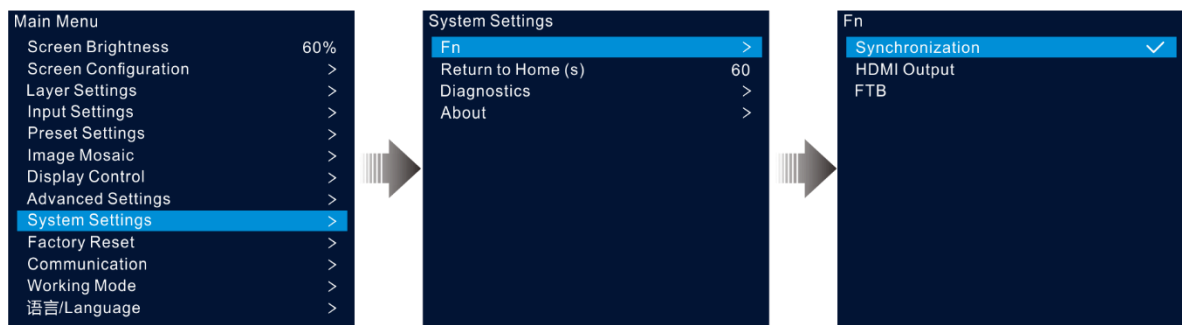 Main Menu
Screen Brightness 60%
Screen Configuration >
Layer Settings >
Input Settings >
Preset Settings >
Image Mosaic >
Display Control >
Advanced Settings >
System Settings >
Factory Reset >
Communication >
Working Mode >
语言/Language >
System Settings
Fn >
Return to Home (s) 60
Diagnostics >
About >
Fn
Synchronization ✓
HDMI Output
FTB